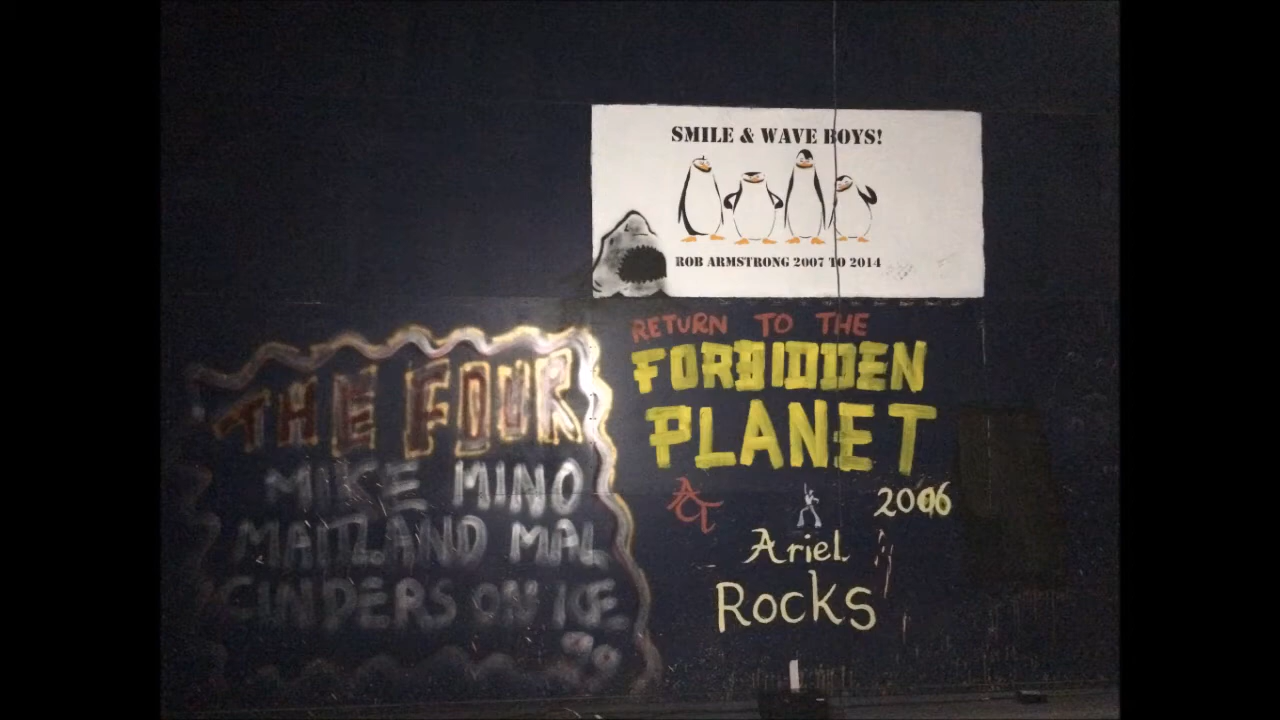 SMILE & WAVE BOYS!
ROB ARMSTRONG 2007 TO 2014
RETURN TO THE
FORBIDDEN
PLANET
ACT
2006
Ariel
Rocks
THE FOUR
MIKE MINO
MAITLAND MAL
CINDERS ON ICE